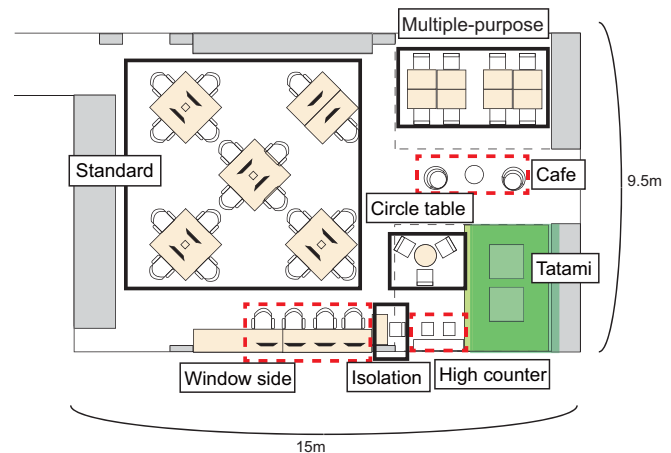 Multiple-purpose
Standard
Cafe
9.5m
Circle table
Tatami
Window side
Isolation
High counter
15m